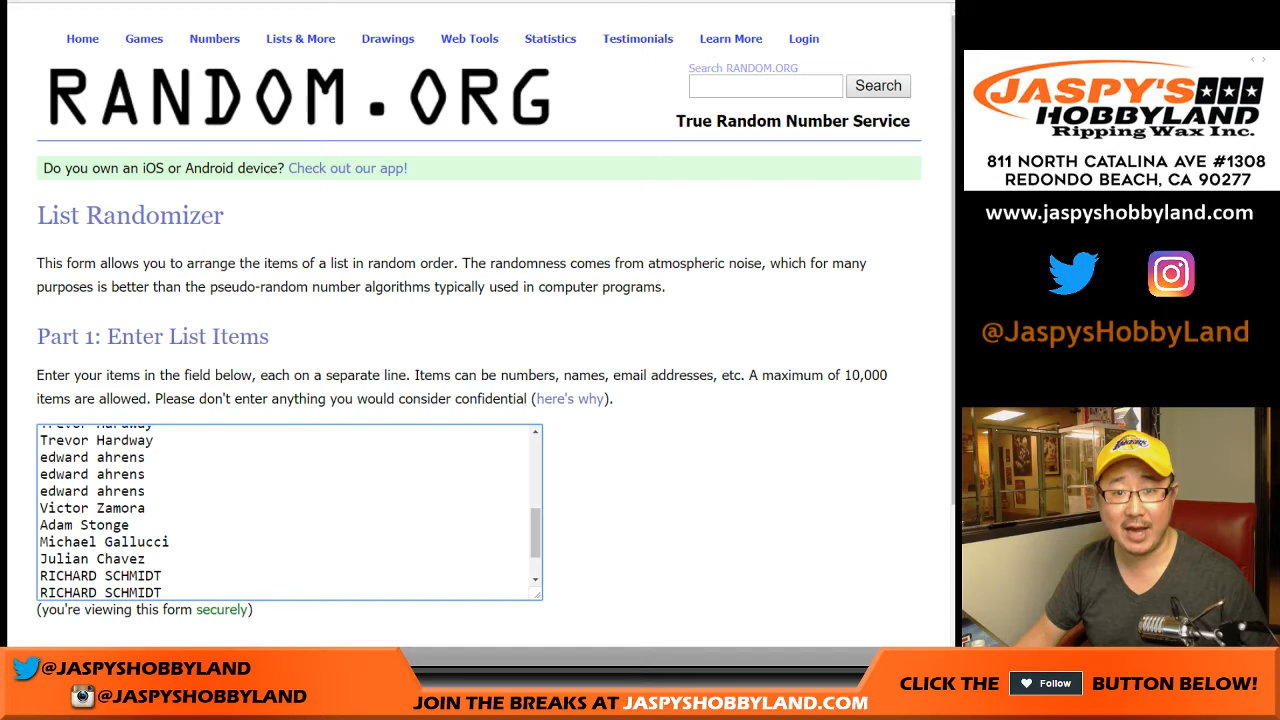 Home Games Numbers Lists & More Drawings Web Tools Statistics Testimonials Learn More Login
RANDOM.ORG
Search RANDOM.ORG
Search
True Random Number Service
Do you own an iOS or Android device? Check out our app!
List Randomizer
This form allows you to arrange the items of a list in random order. The randomness comes from atmospheric noise, which for many
purposes is better than the pseudo-random number algorithms typically used in computer programs.
Part 1: Enter List Items
Enter your items in the field below, each on a separate line. Items can be numbers, names, email addresses, etc. A maximum of 10,000
items are allowed. Please don't enter anything you would consider confidential (here's why).
Trevor Hardway
Trevor Hardway
edward ahrens
edward ahrens
edward ahrens
Victor Zamora
Adam Stonge
Michael Gallucci
Julian Chavez
RICHARD SCHMIDT
RICHARD SCHMIDT
(you're viewing this form securely)
JASPY'S
HOBBYLAND
Ripping Wax Inc.
811 NORTH CATALINA AVE #1308
REDONDO BEACH, CA 90277
www.jaspyshobbyland.com
@JaspysHobbyLand
LAKERS
@JASPYSHOBBYLAND
@JASPYSHOBBYLAND
JOIN THE BREAKS AT JASPYSHOBBYLAND.COM
CLICK THE Follow BUTTON BELOW!